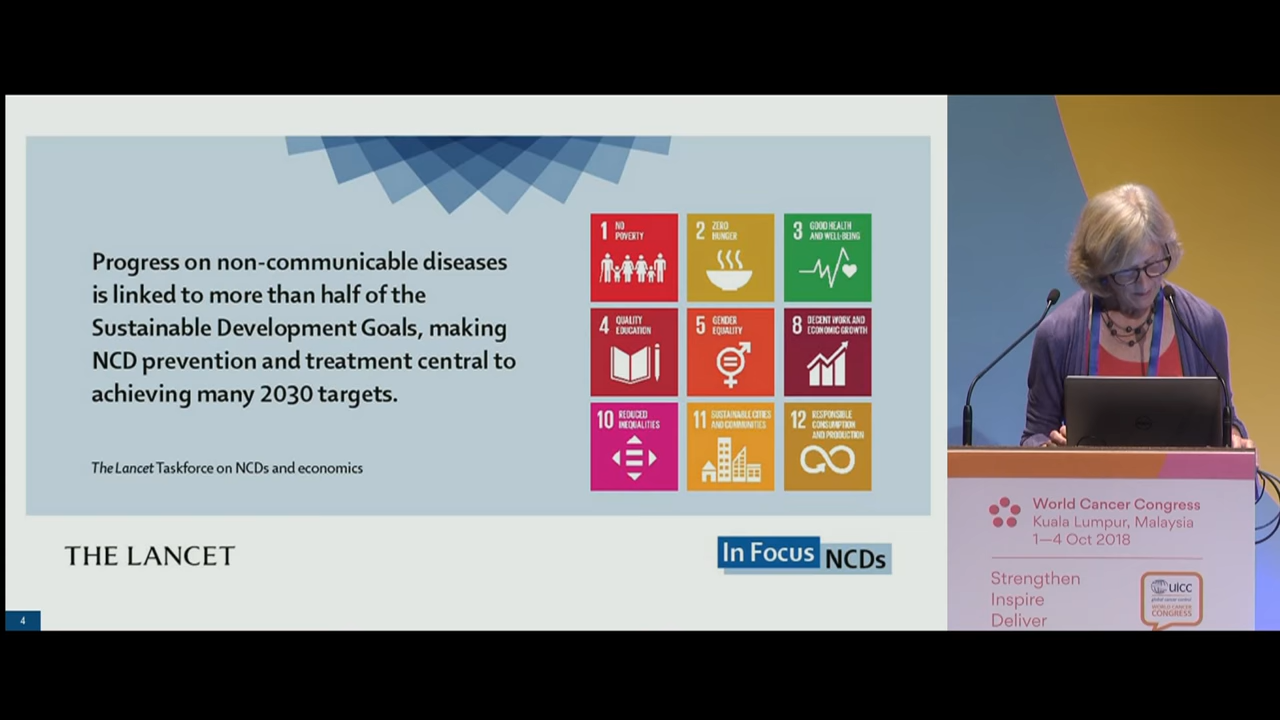 Progress on non-communicable diseases
is linked to more than half of the
Sustainable Development Goals, making
NCD prevention and treatment central to
achieving many 2030 targets.
The Lancet Taskforce on NCDs and economics
1 NO
POVERTY
2 ZERO
HUNGER
3 GOOD HEALTH
AND WELL-BEING
4 QUALITY
EDUCATION
5 GENDER
EQUALITY
8 DECENT WORK AND
ECONOMIC GROWTH
10 REDUCED
INEQUALITIES
11 SUSTAINABLE CITIES
AND COMMUNITIES
12 RESPONSIBLE
CONSUMPTION
AND PRODUCTION
THE LANCET
In Focus NCDs
4
World Cancer Congress
Kuala Lumpur, Malaysia
1—4 Oct 2018
Strengthen
Inspire
Deliver
uicc
global cancer control
WORLD CANCER
CONGRESS